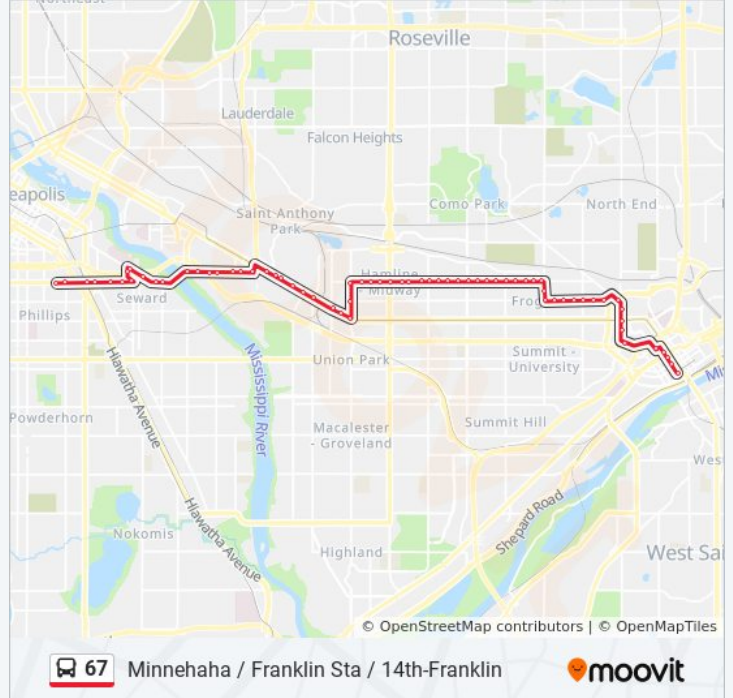 Northeast
Roseville
Lauderdale
Falcon Heights
eapolis
Como Park
North End
Saint Anthony
Park
Hamline
Midway
Seward
Frog
Phillips
Hiawatha Avenue
Mississippi River
Union Park
Summit -
University
Powderhorn
Macalester
- Groveland
Summit Hill
Wes
Hiawatha Avenue
Shepard Road
Nokomis
Highland
West Sai
© OpenStreetMap contributors | © OpenMapTiles
67
Minnehaha / Franklin Sta / 14th-Franklin
moovit